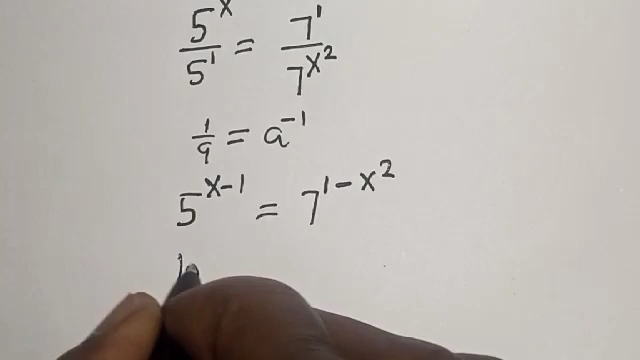 5^x/5^1 = 7^1/7^x^2
1/a = a^-1
5^x-1 = 7^1-x^2